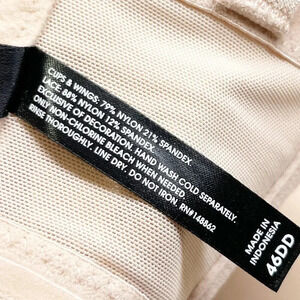 CUPS & WINGS: 79% NYLON 21% SPANDEX.
LACE: 88% NYLON 12% SPANDEX.
EXCLUSIVE OF DECORATION. HAND WASH COLD SEPARATELY.
ONLY NON-CHLORINE BLEACH WHEN NEEDED.
RINSE THOROUGHLY. LINE DRY. DO NOT IRON. RN#148862
MADE IN
INDONESIA
46DD